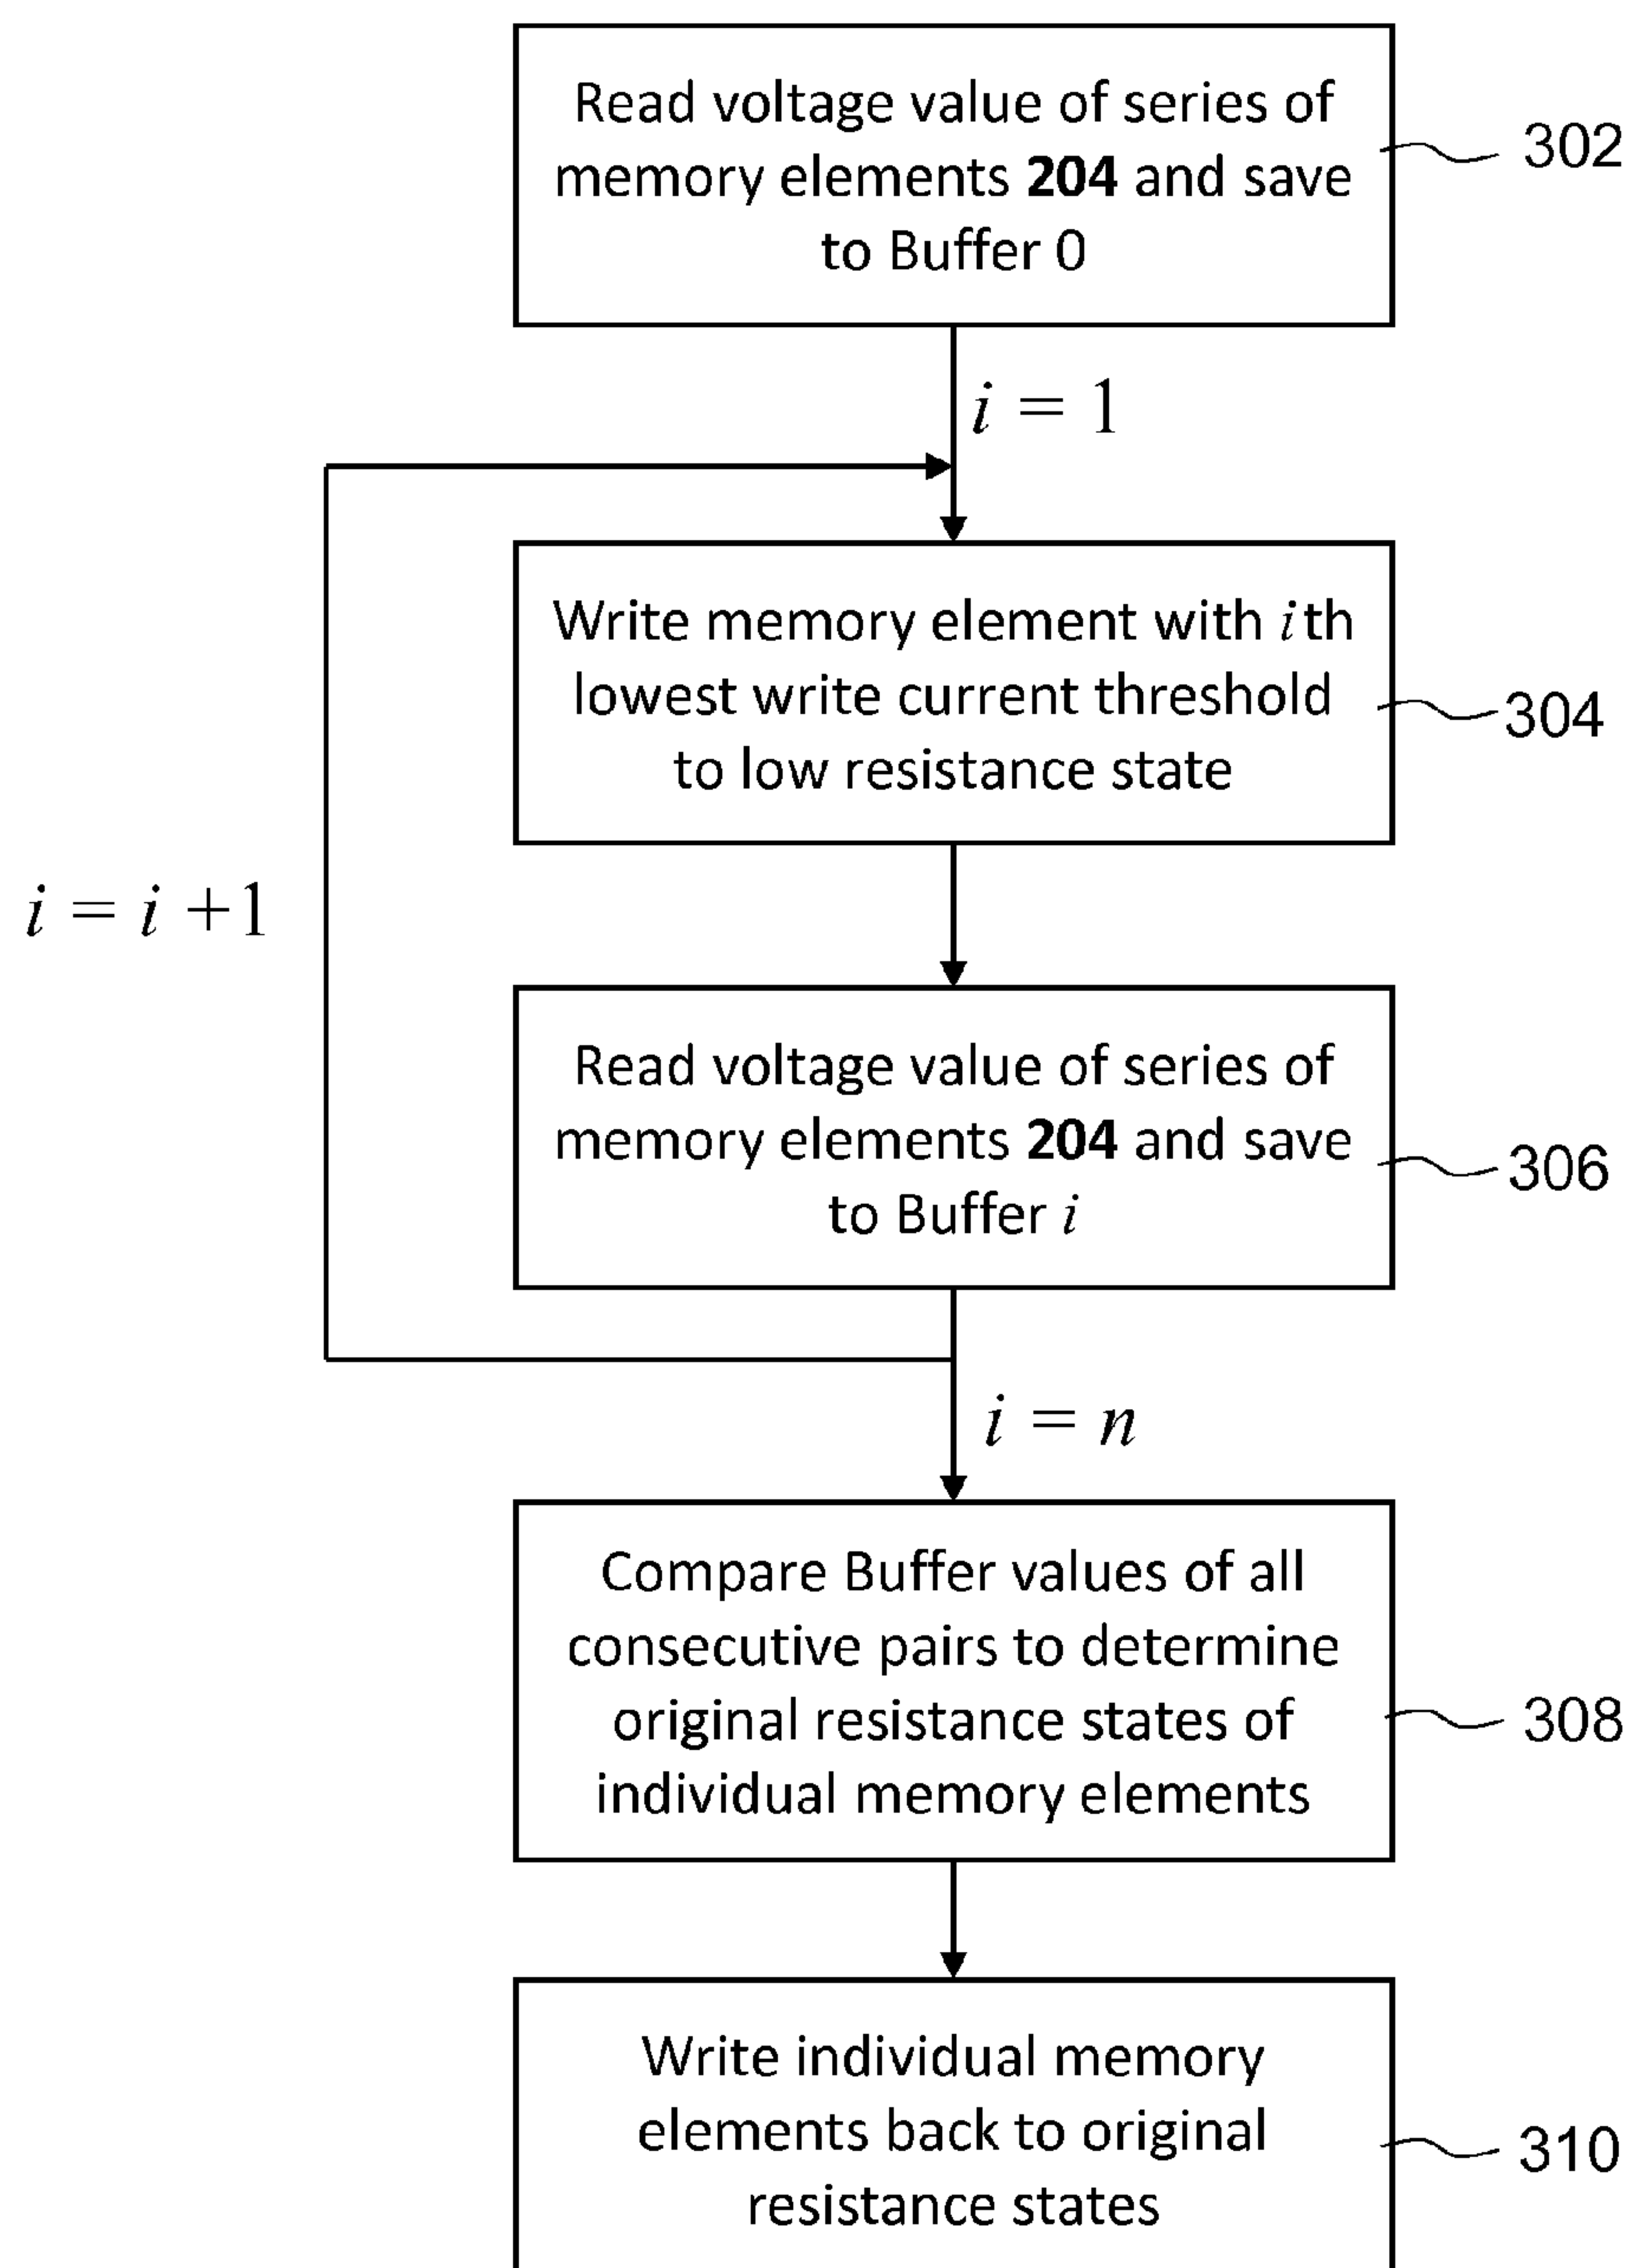 Read voltage value of series of
memory elements 204 and save
to Buffer 0
302
i = 1
Write memory element with ith
lowest write current threshold
to low resistance state
304
i = i +1
Read voltage value of series of
memory elements 204 and save
to Buffer i
306
i = n
Compare Buffer values of all
consecutive pairs to determine
original resistance states of
individual memory elements
308
Write individual memory
elements back to original
resistance states
310